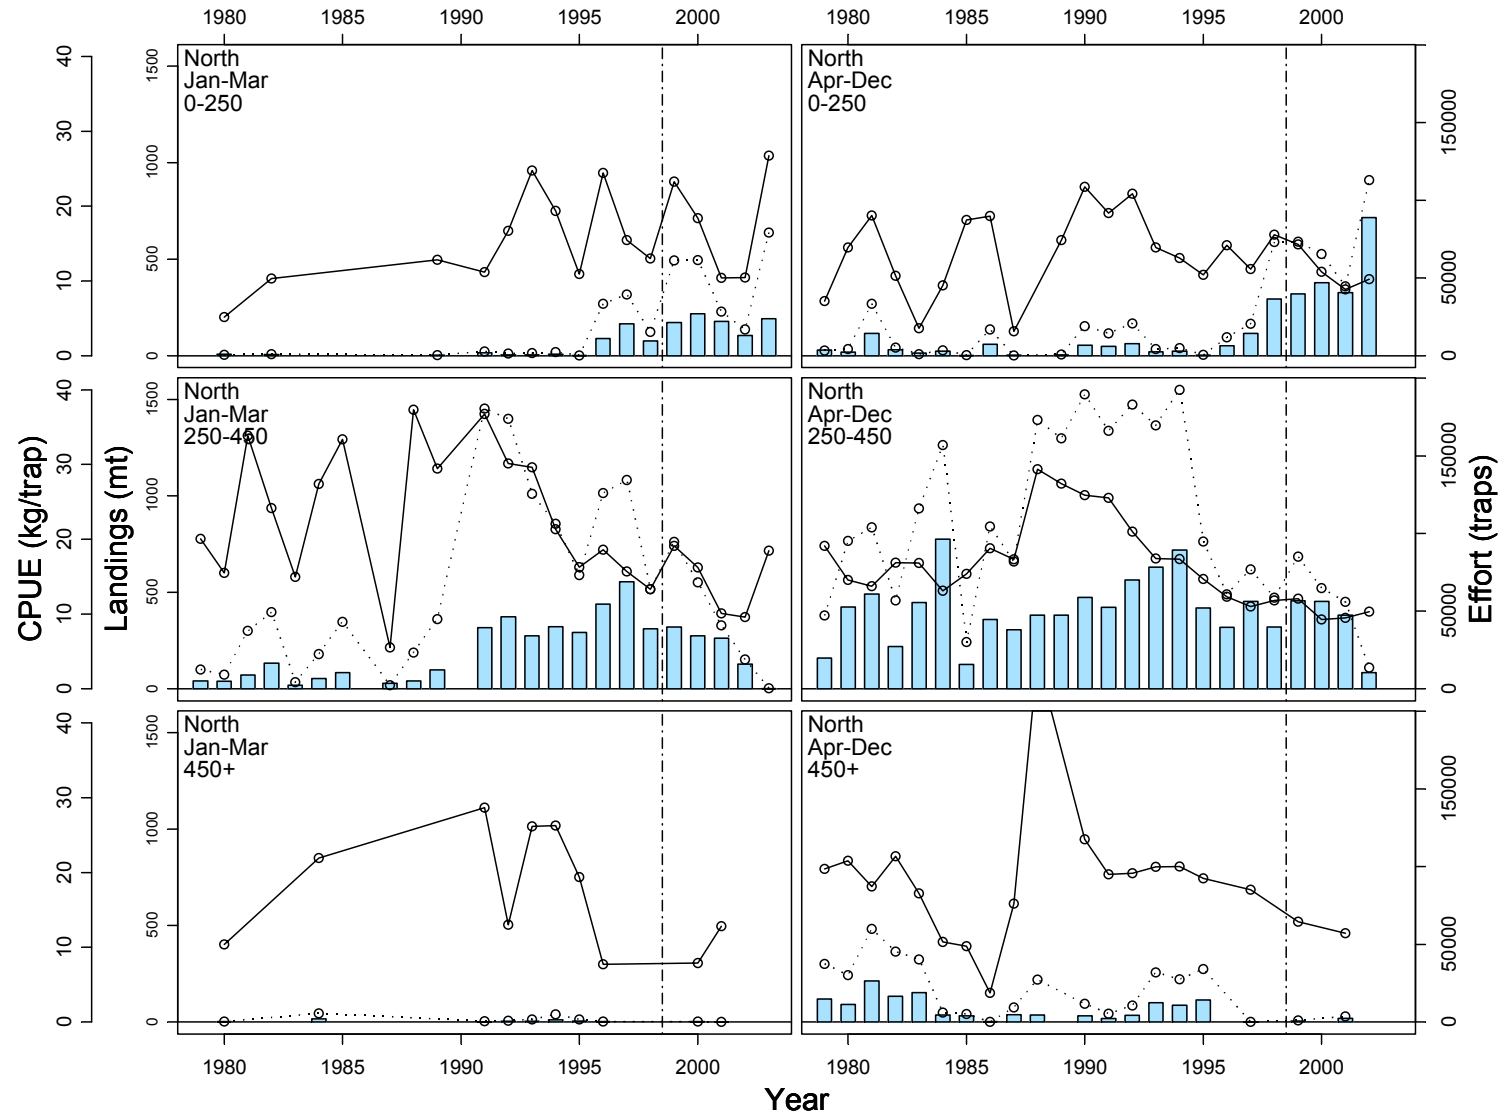 1980 1985 1990 1995 2000 1980 1985 1990 1995 2000
North
Jan-Mar
0-250
North
Apr-Dec
0-250
0 10 20 30 40
0 500 1000 1500
0 500000 150000
North
Jan-Mar
250-450
North
Apr-Dec
250-450
CPUE (kg/trap)
0 10 20 30 40
Landings (mt)
0 500 1000 1500
0 50000 150000
Effort (traps)
North
Jan-Mar
450+
North
Apr-Dec
450+
0 10 20 30 40
0 500 1000 1500
0 50000 150000
1980 1985 1990 1995 2000 1980 1985 1990 1995 2000
Year